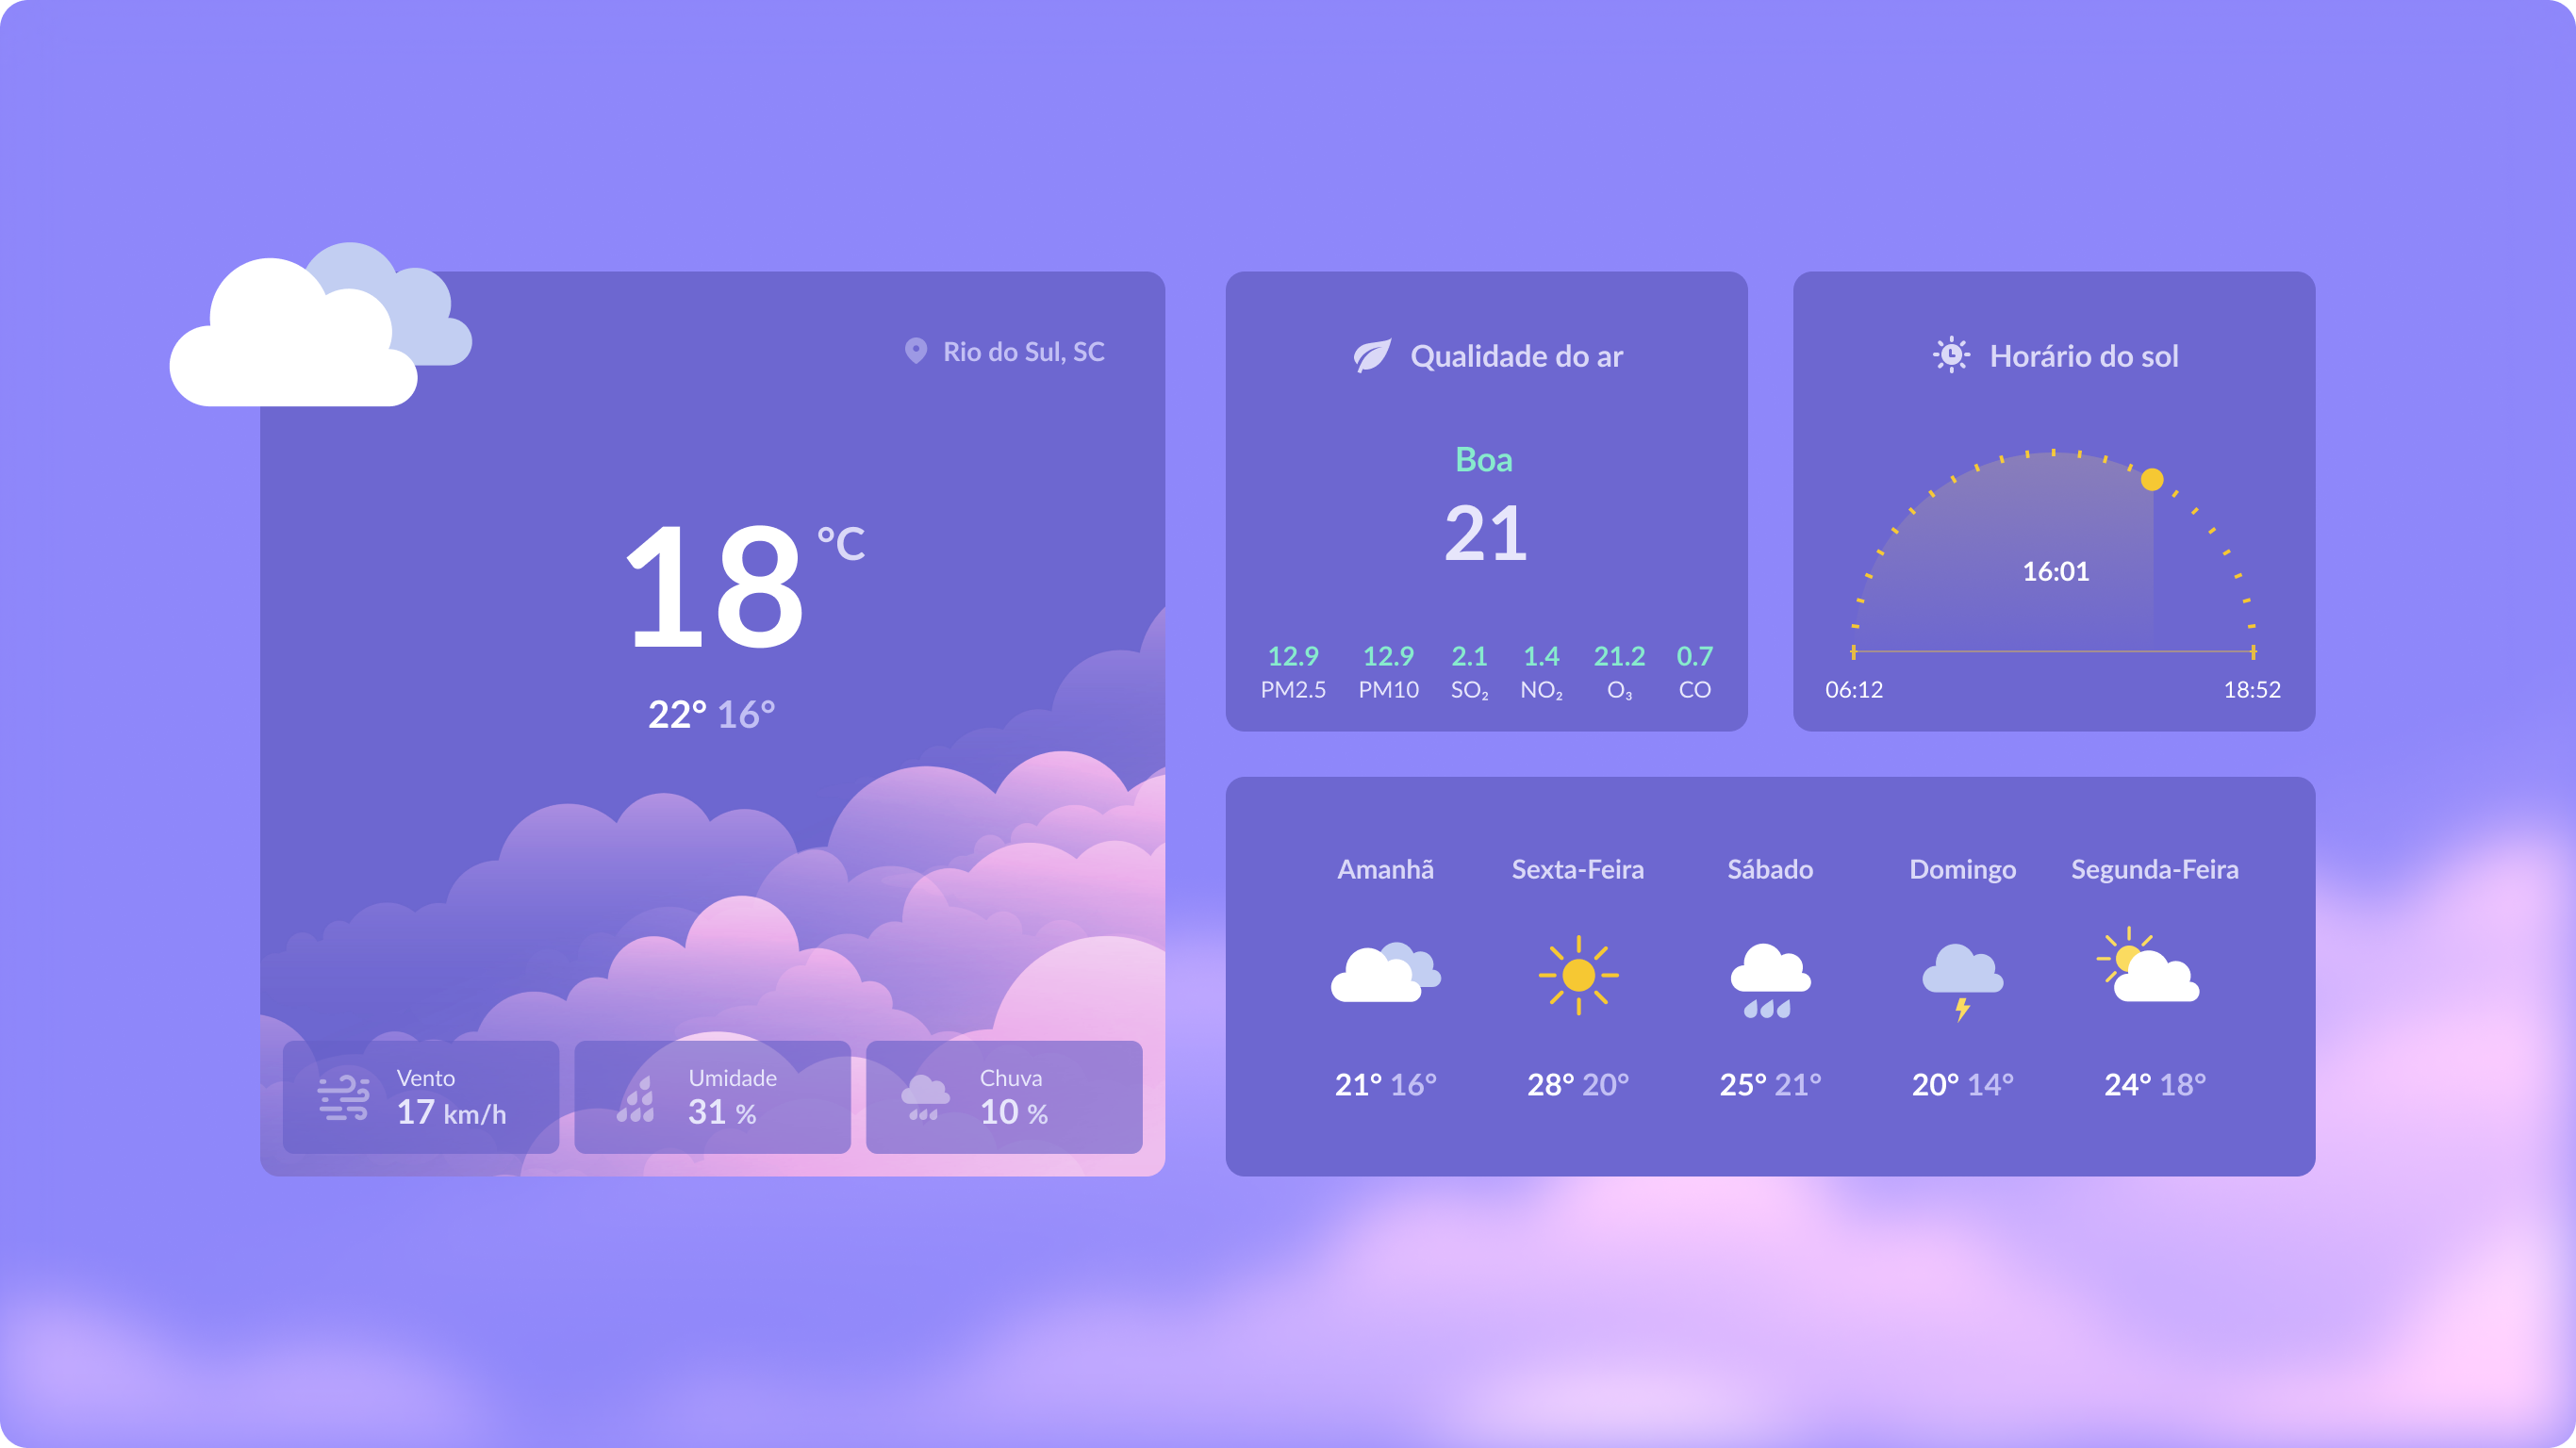 Rio do Sul, SC
18 °C
22° 16°
Vento
17 km/h
Umidade
31 %
Chuva
10 %
Qualidade do ar
Boa
21
12.9 12.9 2.1 1.4 21.2 0.7
PM2.5 PM10 SO₂ NO₂ O₃ CO
Horário do sol
16:01
06:12 18:52
Amanhã Sexta-Feira Sábado Domingo Segunda-Feira
21° 16° 28° 20° 25° 21° 20° 14° 24° 18°